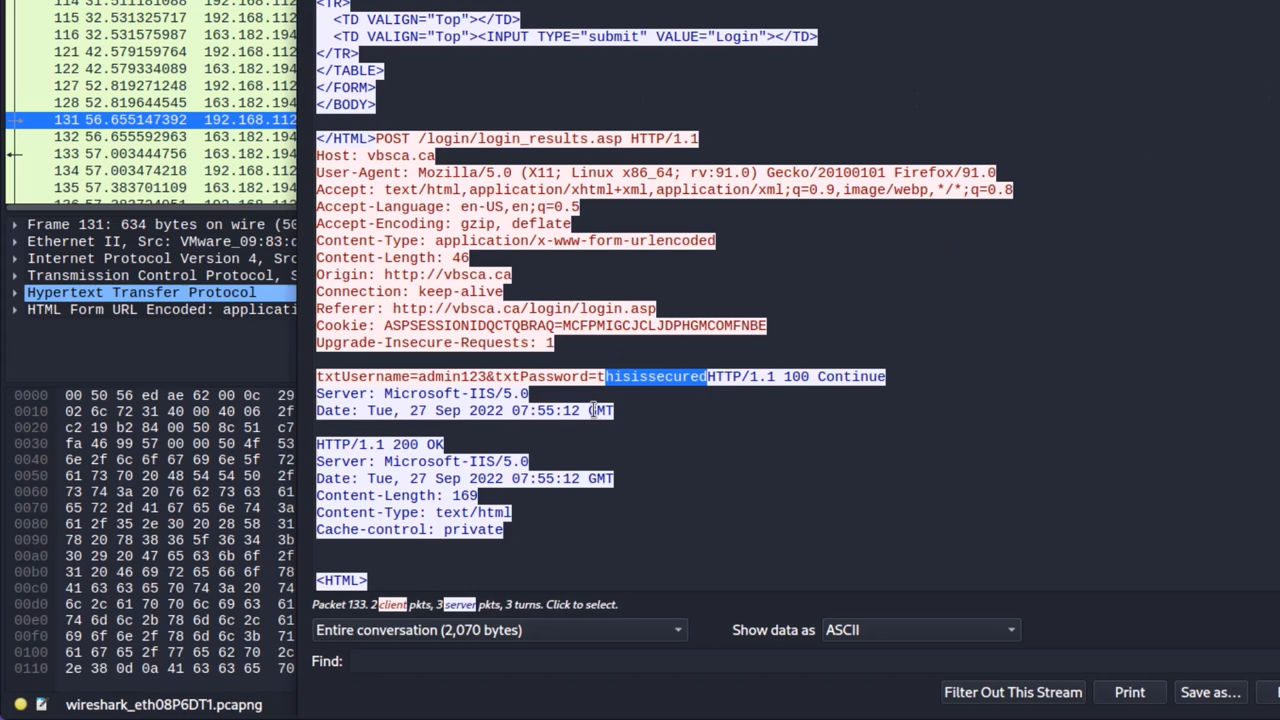 114 31.511181088 192.168.112
115 32.531325717 192.168.112
116 32.531575987 163.182.194
121 42.579159764 192.168.112
122 42.579334089 163.182.194
127 52.819271248 192.168.112
128 52.819644545 163.182.194
131 56.655147392 192.168.112
132 56.655592963 163.182.194
133 57.003444756 163.182.194
134 57.003474218 192.168.112
135 57.383701109 163.182.194
Frame 131: 634 bytes on wire (50
Ethernet II, Src: VMware_09:83:
Internet Protocol Version 4, Src
Transmission Control Protocol, S
Hypertext Transfer Protocol
HTML Form URL Encoded: applicati
0000 00 50 56 ed ae 62 00 0c 29
0010 02 6c 72 31 40 00 40 06 2f
0020 c2 19 b2 84 00 50 8c 51 c7
0030 fa 46 99 57 00 00 50 4f 53
0040 6e 2f 6c 6f 67 69 6e 5f 72
0050 61 73 70 20 48 54 54 50 2f
0060 73 74 3a 20 76 62 73 63 61
0070 65 72 2d 41 67 65 6e 74 3a
0080 61 2f 35 2e 30 20 28 58 31
0090 78 20 78 38 36 5f 36 34 3b
00a0 30 29 20 47 65 63 6b 6f 2f
00b0 31 20 46 69 72 65 66 6f 78
00c0 41 63 63 65 70 74 3a 20 74
00d0 6c 2c 61 70 70 6c 69 63 61
00e0 74 6d 6c 2b 78 6d 6c 2c 61
00f0 69 6f 6e 2f 78 6d 6c 3b 71
0100 61 67 65 2f 77 65 62 70 2c
0110 2e 38 0d 0a 41 63 63 65 70
wireshark_eth08P6DT1.pcapng
<TR>
<TD VALIGN="Top"></TD>
<TD VALIGN="Top"><INPUT TYPE="submit" VALUE="Login"></TD>
</TR>
</TABLE>
</FORM>
</BODY>
</HTML>POST /login/login_results.asp HTTP/1.1
Host: vbsca.ca
User-Agent: Mozilla/5.0 (X11; Linux x86_64; rv:91.0) Gecko/20100101 Firefox/91.0
Accept: text/html,application/xhtml+xml,application/xml;q=0.9,image/webp,*/*;q=0.8
Accept-Language: en-US,en;q=0.5
Accept-Encoding: gzip, deflate
Content-Type: application/x-www-form-urlencoded
Content-Length: 46
Origin: http://vbsca.ca
Connection: keep-alive
Referer: http://vbsca.ca/login/login.asp
Cookie: ASPSESSIONIDQCTQBRAQ=MCFPMIGCJCLJDPHGMCOMFNBE
Upgrade-Insecure-Requests: 1
txtUsername=admin123&txtPassword=thisissecuredHTTP/1.1 100 Continue
Server: Microsoft-IIS/5.0
Date: Tue, 27 Sep 2022 07:55:12 GMT
HTTP/1.1 200 OK
Server: Microsoft-IIS/5.0
Date: Tue, 27 Sep 2022 07:55:12 GMT
Content-Length: 169
Content-Type: text/html
Cache-control: private
<HTML>
Packet 133. 2 client pkts, 3 server pkts, 3 turns. Click to select.
Entire conversation (2,070 bytes)
Show data as ASCII
Find:
Filter Out This Stream
Print
Save as…